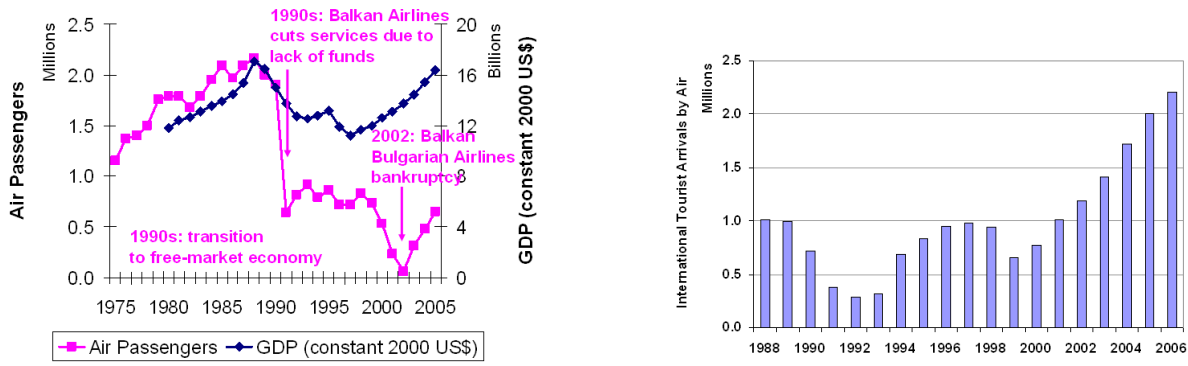 2.5
2.0
1.5
1.0
0.5
0.0
Air Passengers
Millions
1990s: Balkan Airlines
cuts services due to
lack of funds
2002: Balkan
Bulgarian Airlines
bankruptcy
1990s: transition
to free-market economy
20
16
12
8
4
0
Billions
GDP (constant 2000 US$)
1975 1980 1985 1990 1995 2000 2005
Air Passengers GDP (constant 2000 US$)
International Tourist Arrivals by Air
Millions
2.5
2.0
1.5
1.0
0.5
0.0
1988 1990 1992 1994 1996 1998 2000 2002 2004 2006